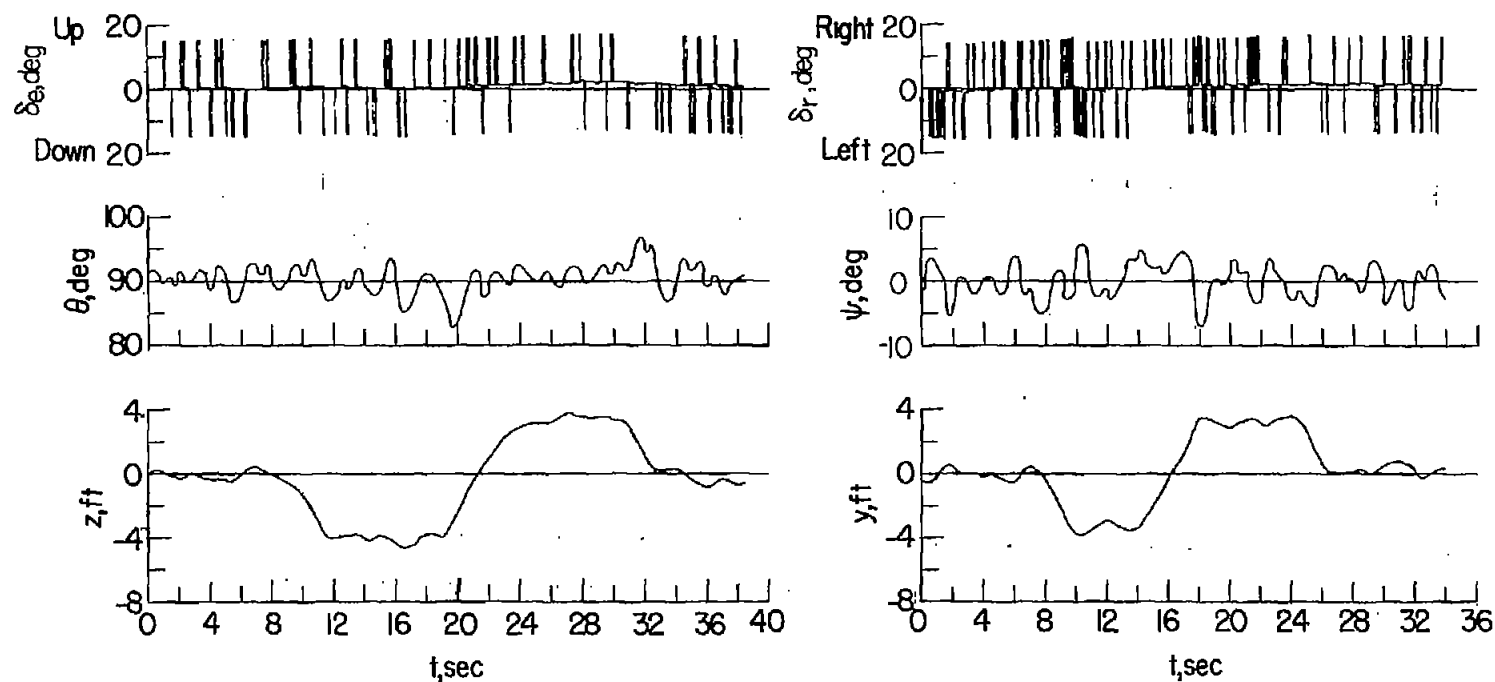 Up 20
δe, deg
0
Down 20
100
θ, deg
90
80
4
0
z, ft
-4
-8
0 4 8 12 16 20 24 28 32 36 40
t, sec
Right 20
δr, deg
0
Left 20
10
ψ, deg
0
-10
4
0
y, ft
-4
-8
0 4 8 12 16 20 24 28 32 36
t, sec